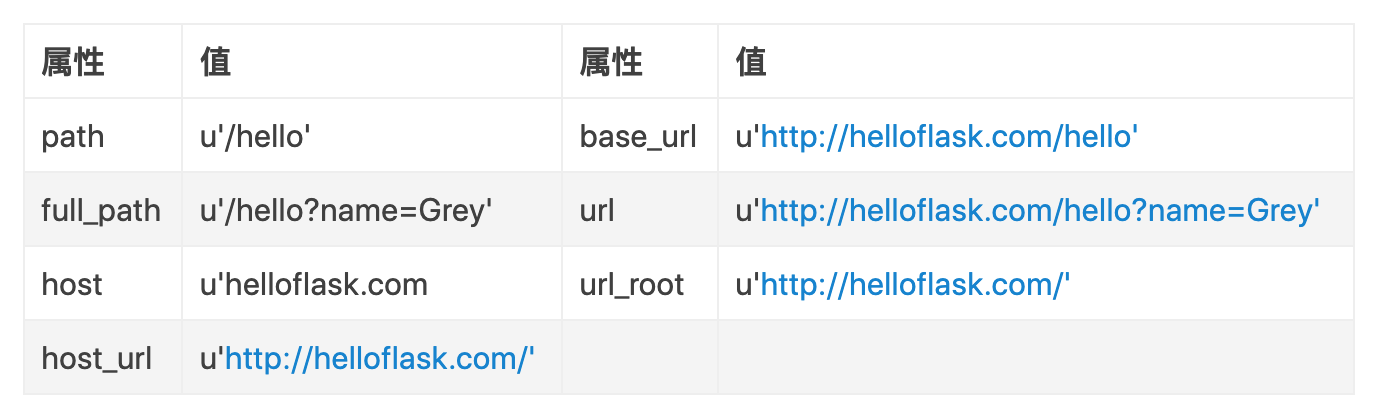 属性 值 属性 值
path u'/hello' base_url u'http://helloflask.com/hello'
full_path u'/hello?name=Grey' url u'http://helloflask.com/hello?name=Grey'
host u'helloflask.com url_root u'http://helloflask.com/'
host_url u'http://helloflask.com/'